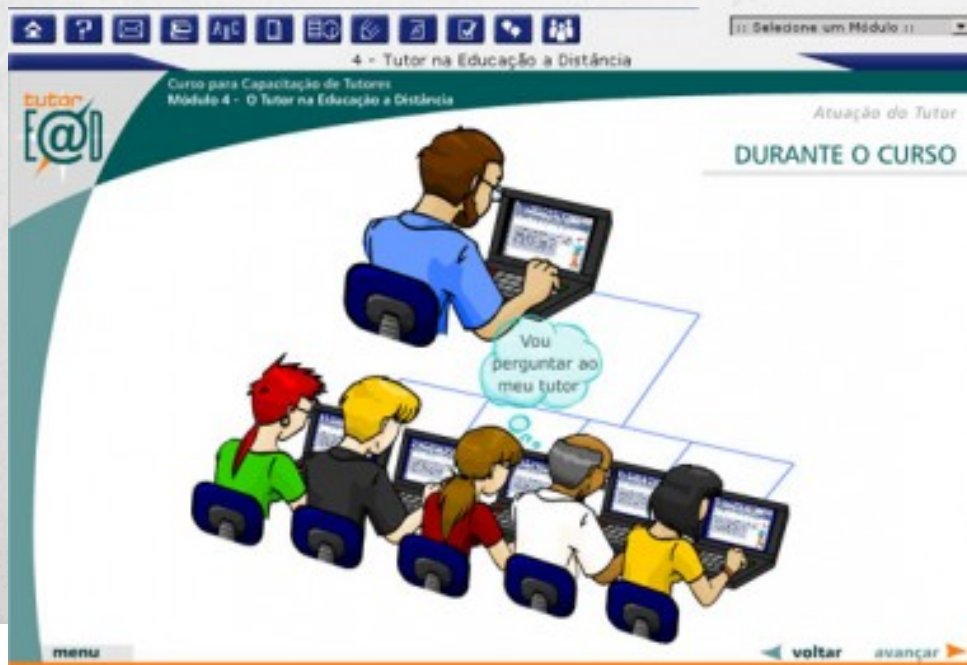 :: Selecione um Módulo ::
4 - Tutor na Educação a Distância
Curso para Capacitação de Tutores
Módulo 4 - O Tutor na Educação a Distância
tutor
E@D
Atuação do Tutor
DURANTE O CURSO
Vou
perguntar ao
meu tutor
menu
voltar avançar